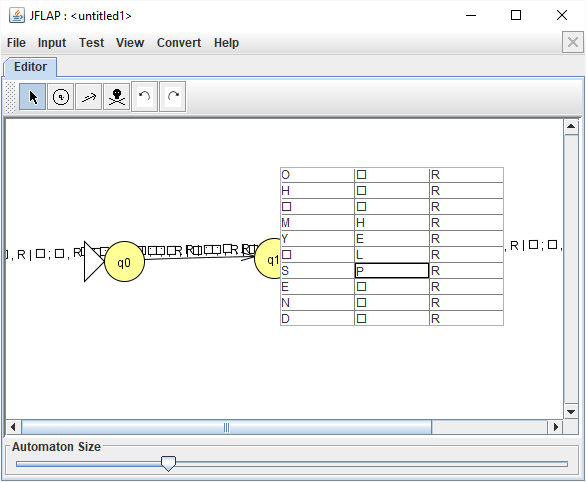 JFLAP : <untitled1>
File Input Test View Convert Help
Editor
O □ R
H □ R
□ □ R
M H R
Y E R
□ L R
S P R
E □ R
N □ R
D □ R
□, R | □ ; □, R
q0
q1
, R | □ ; □,
Automaton Size